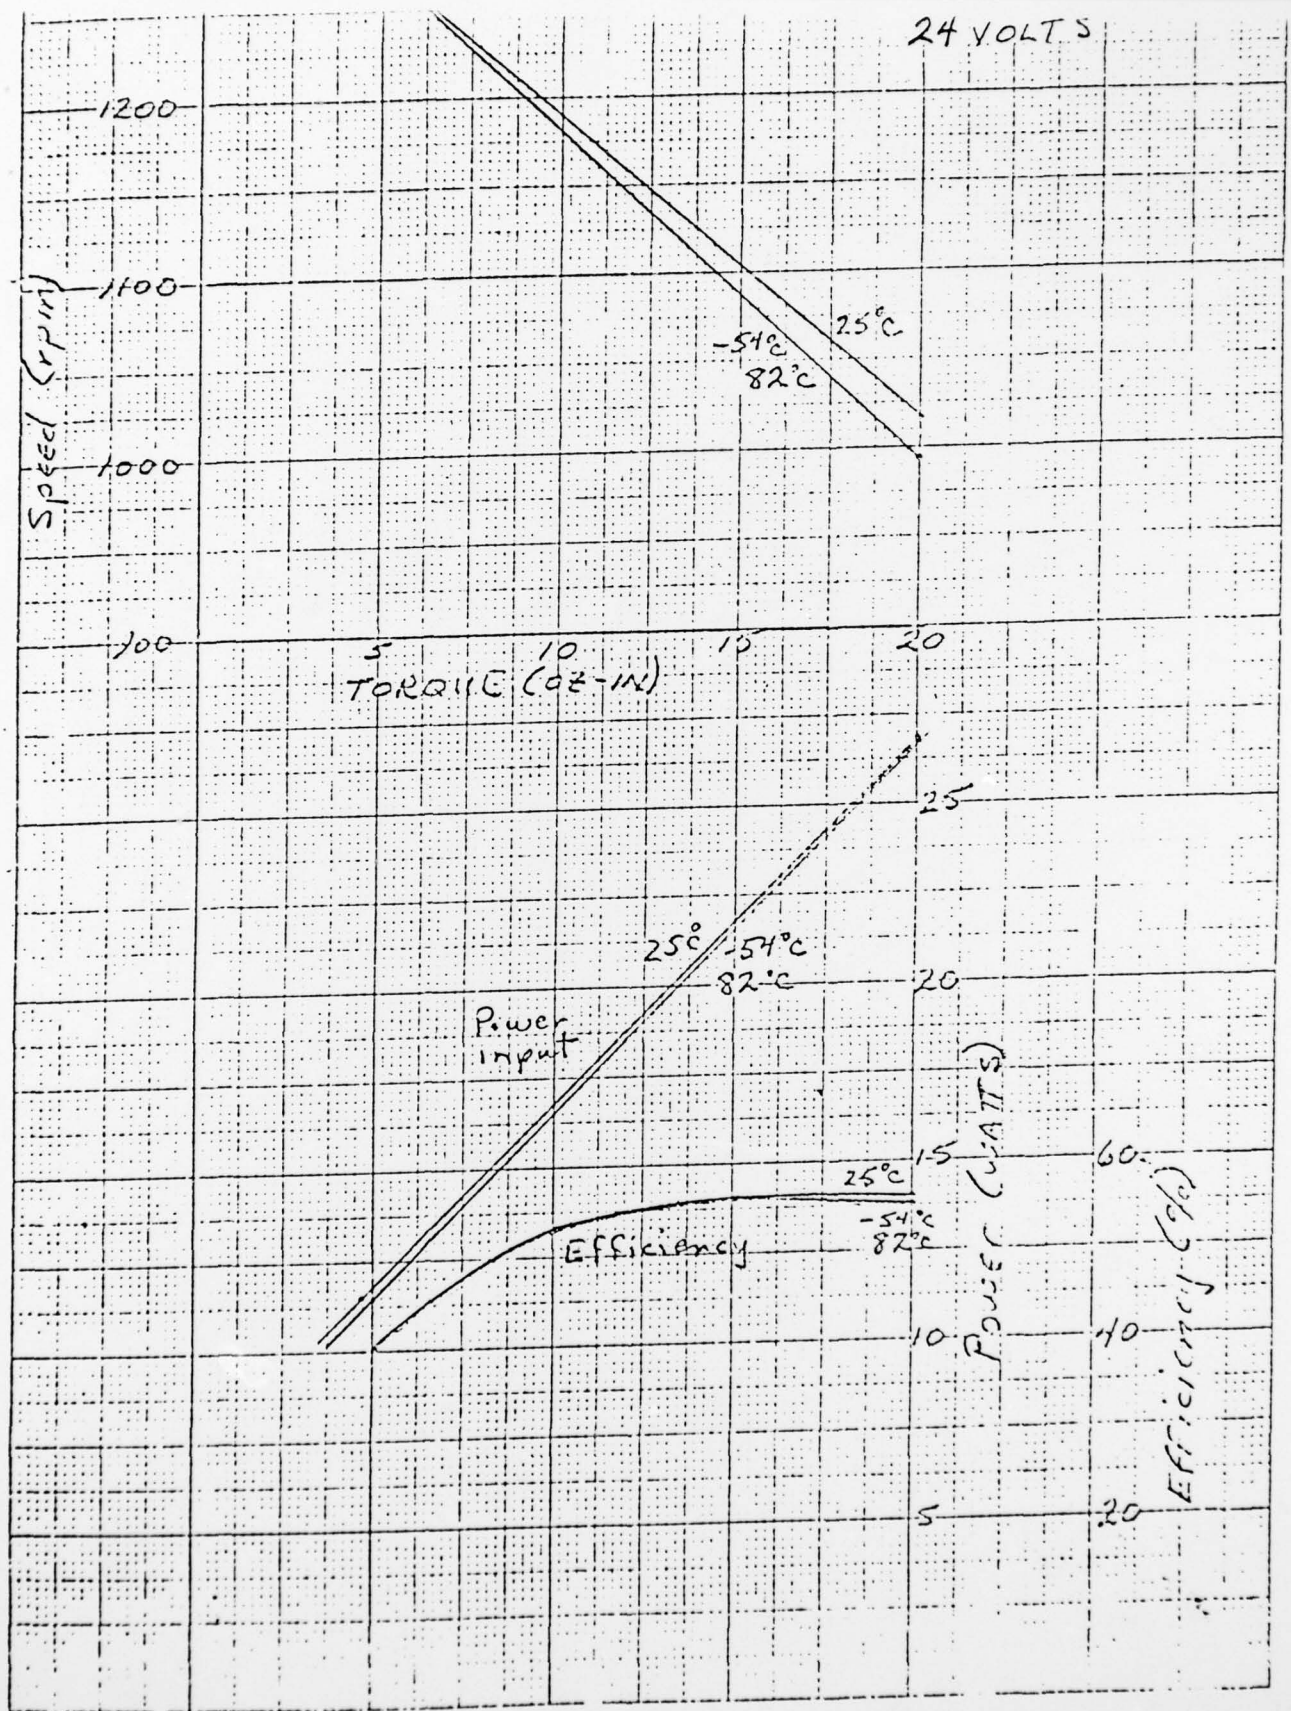 24 VOLTS
1200
1100
Speed (rpm)
25°C
-54°C
82°C
1000
900
5
10
15
20
TORQUE (OZ-IN)
25
25°C
-54°C
82°C
20
Power
input
15
60
25°C
-54°C
82°C
Efficiency
Power (WATTS)
Efficiency (%)
10
40
5
20